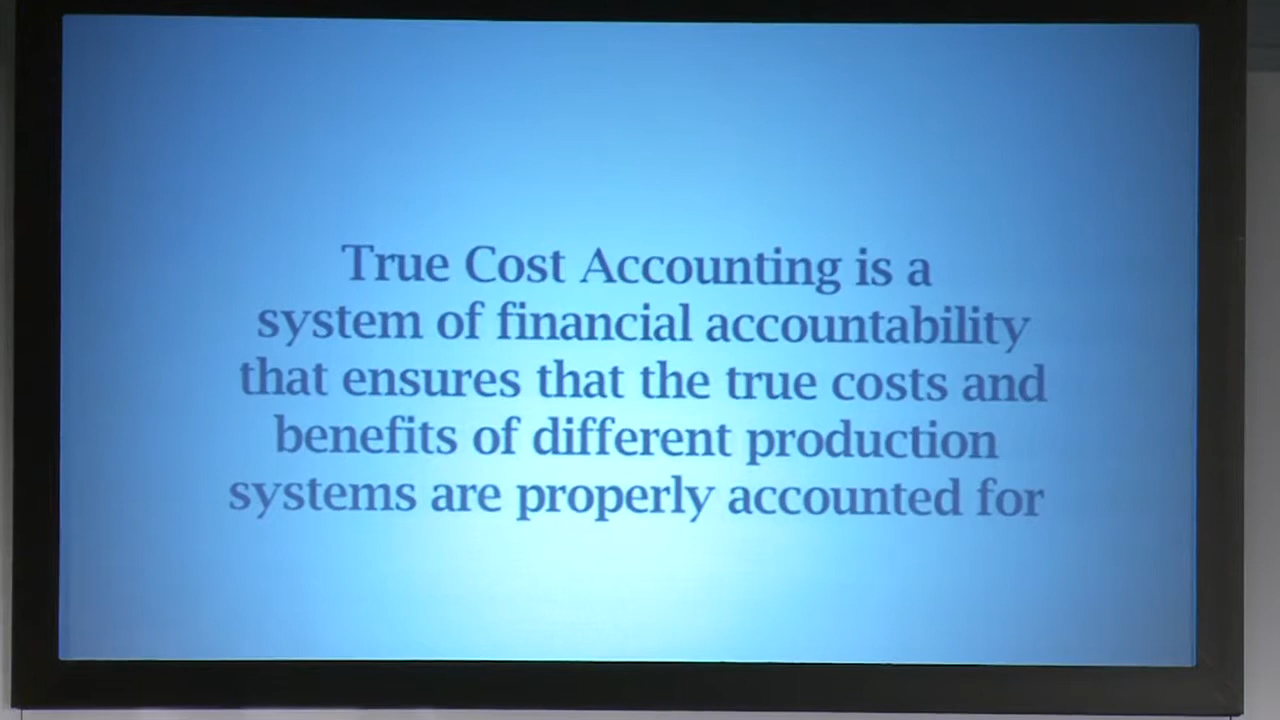 True Cost Accounting is a
system of financial accountability
that ensures that the true costs and
benefits of different production
systems are properly accounted for